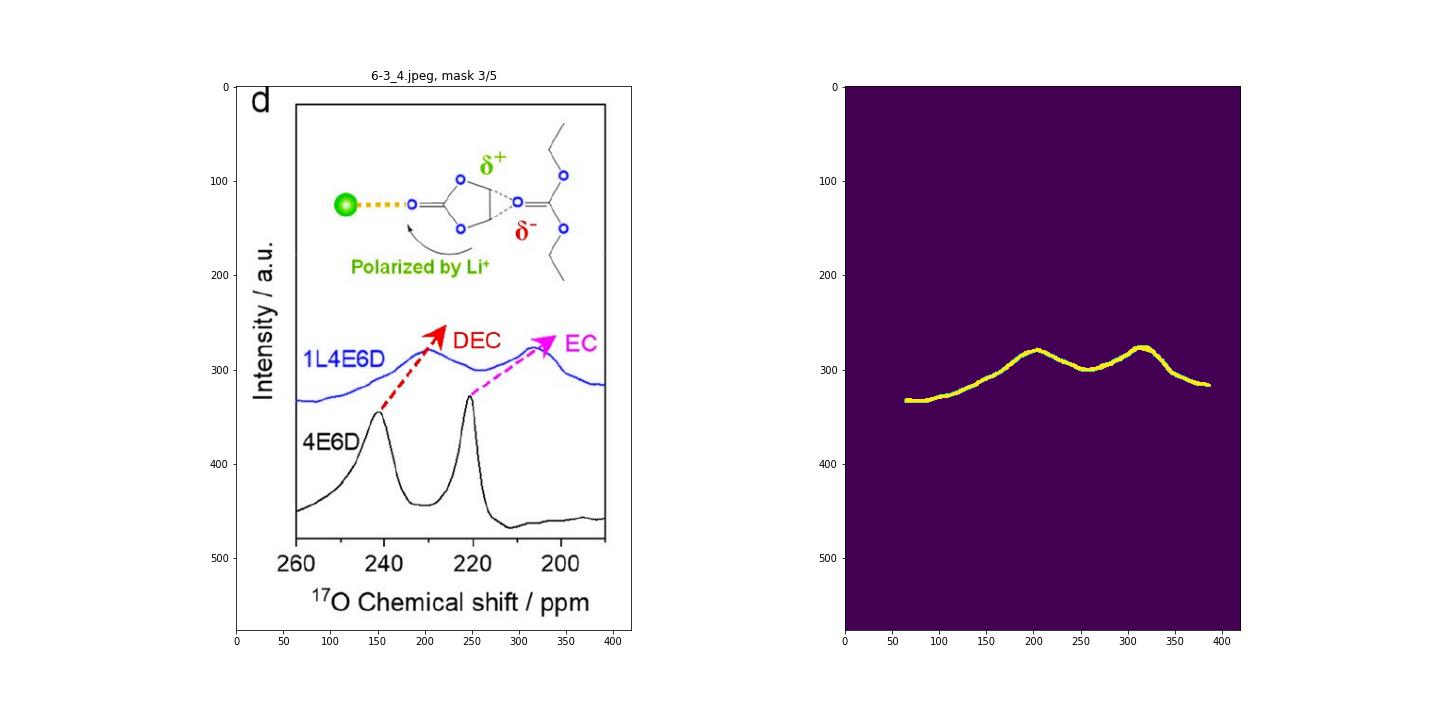 6-3_4.jpeg, mask 3/5
d
δ+
O
O
O
O
O
O
δ-
Polarized by Li+
Intensity / a.u.
1L4E6D
DEC
EC
4E6D
260 240 220 200
17O Chemical shift / ppm
0
100
200
300
400
500
0 50 100 150 200 250 300 350 400
0
100
200
300
400
500
0 50 100 150 200 250 300 350 400